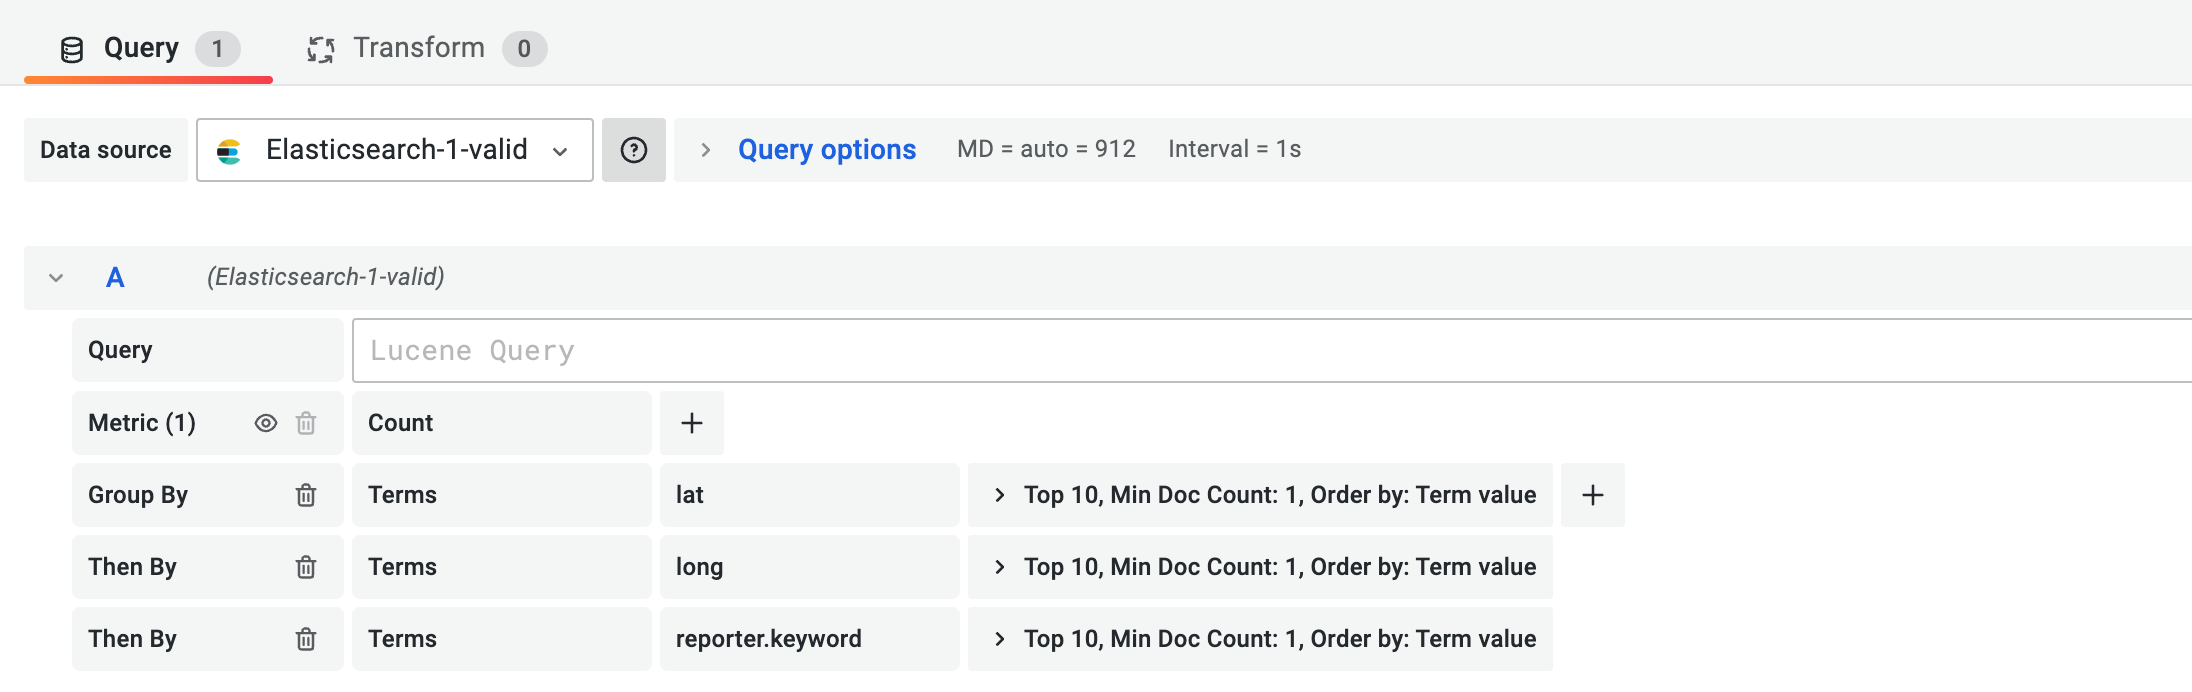 Query 1 Transform 0
Data source Elasticsearch-1-valid Query options MD = auto = 912 Interval = 1s
A (Elasticsearch-1-valid)
Query Lucene Query
Metric (1) Count +
Group By Terms lat > Top 10, Min Doc Count: 1, Order by: Term value +
Then By Terms long > Top 10, Min Doc Count: 1, Order by: Term value
Then By Terms reporter.keyword > Top 10, Min Doc Count: 1, Order by: Term value